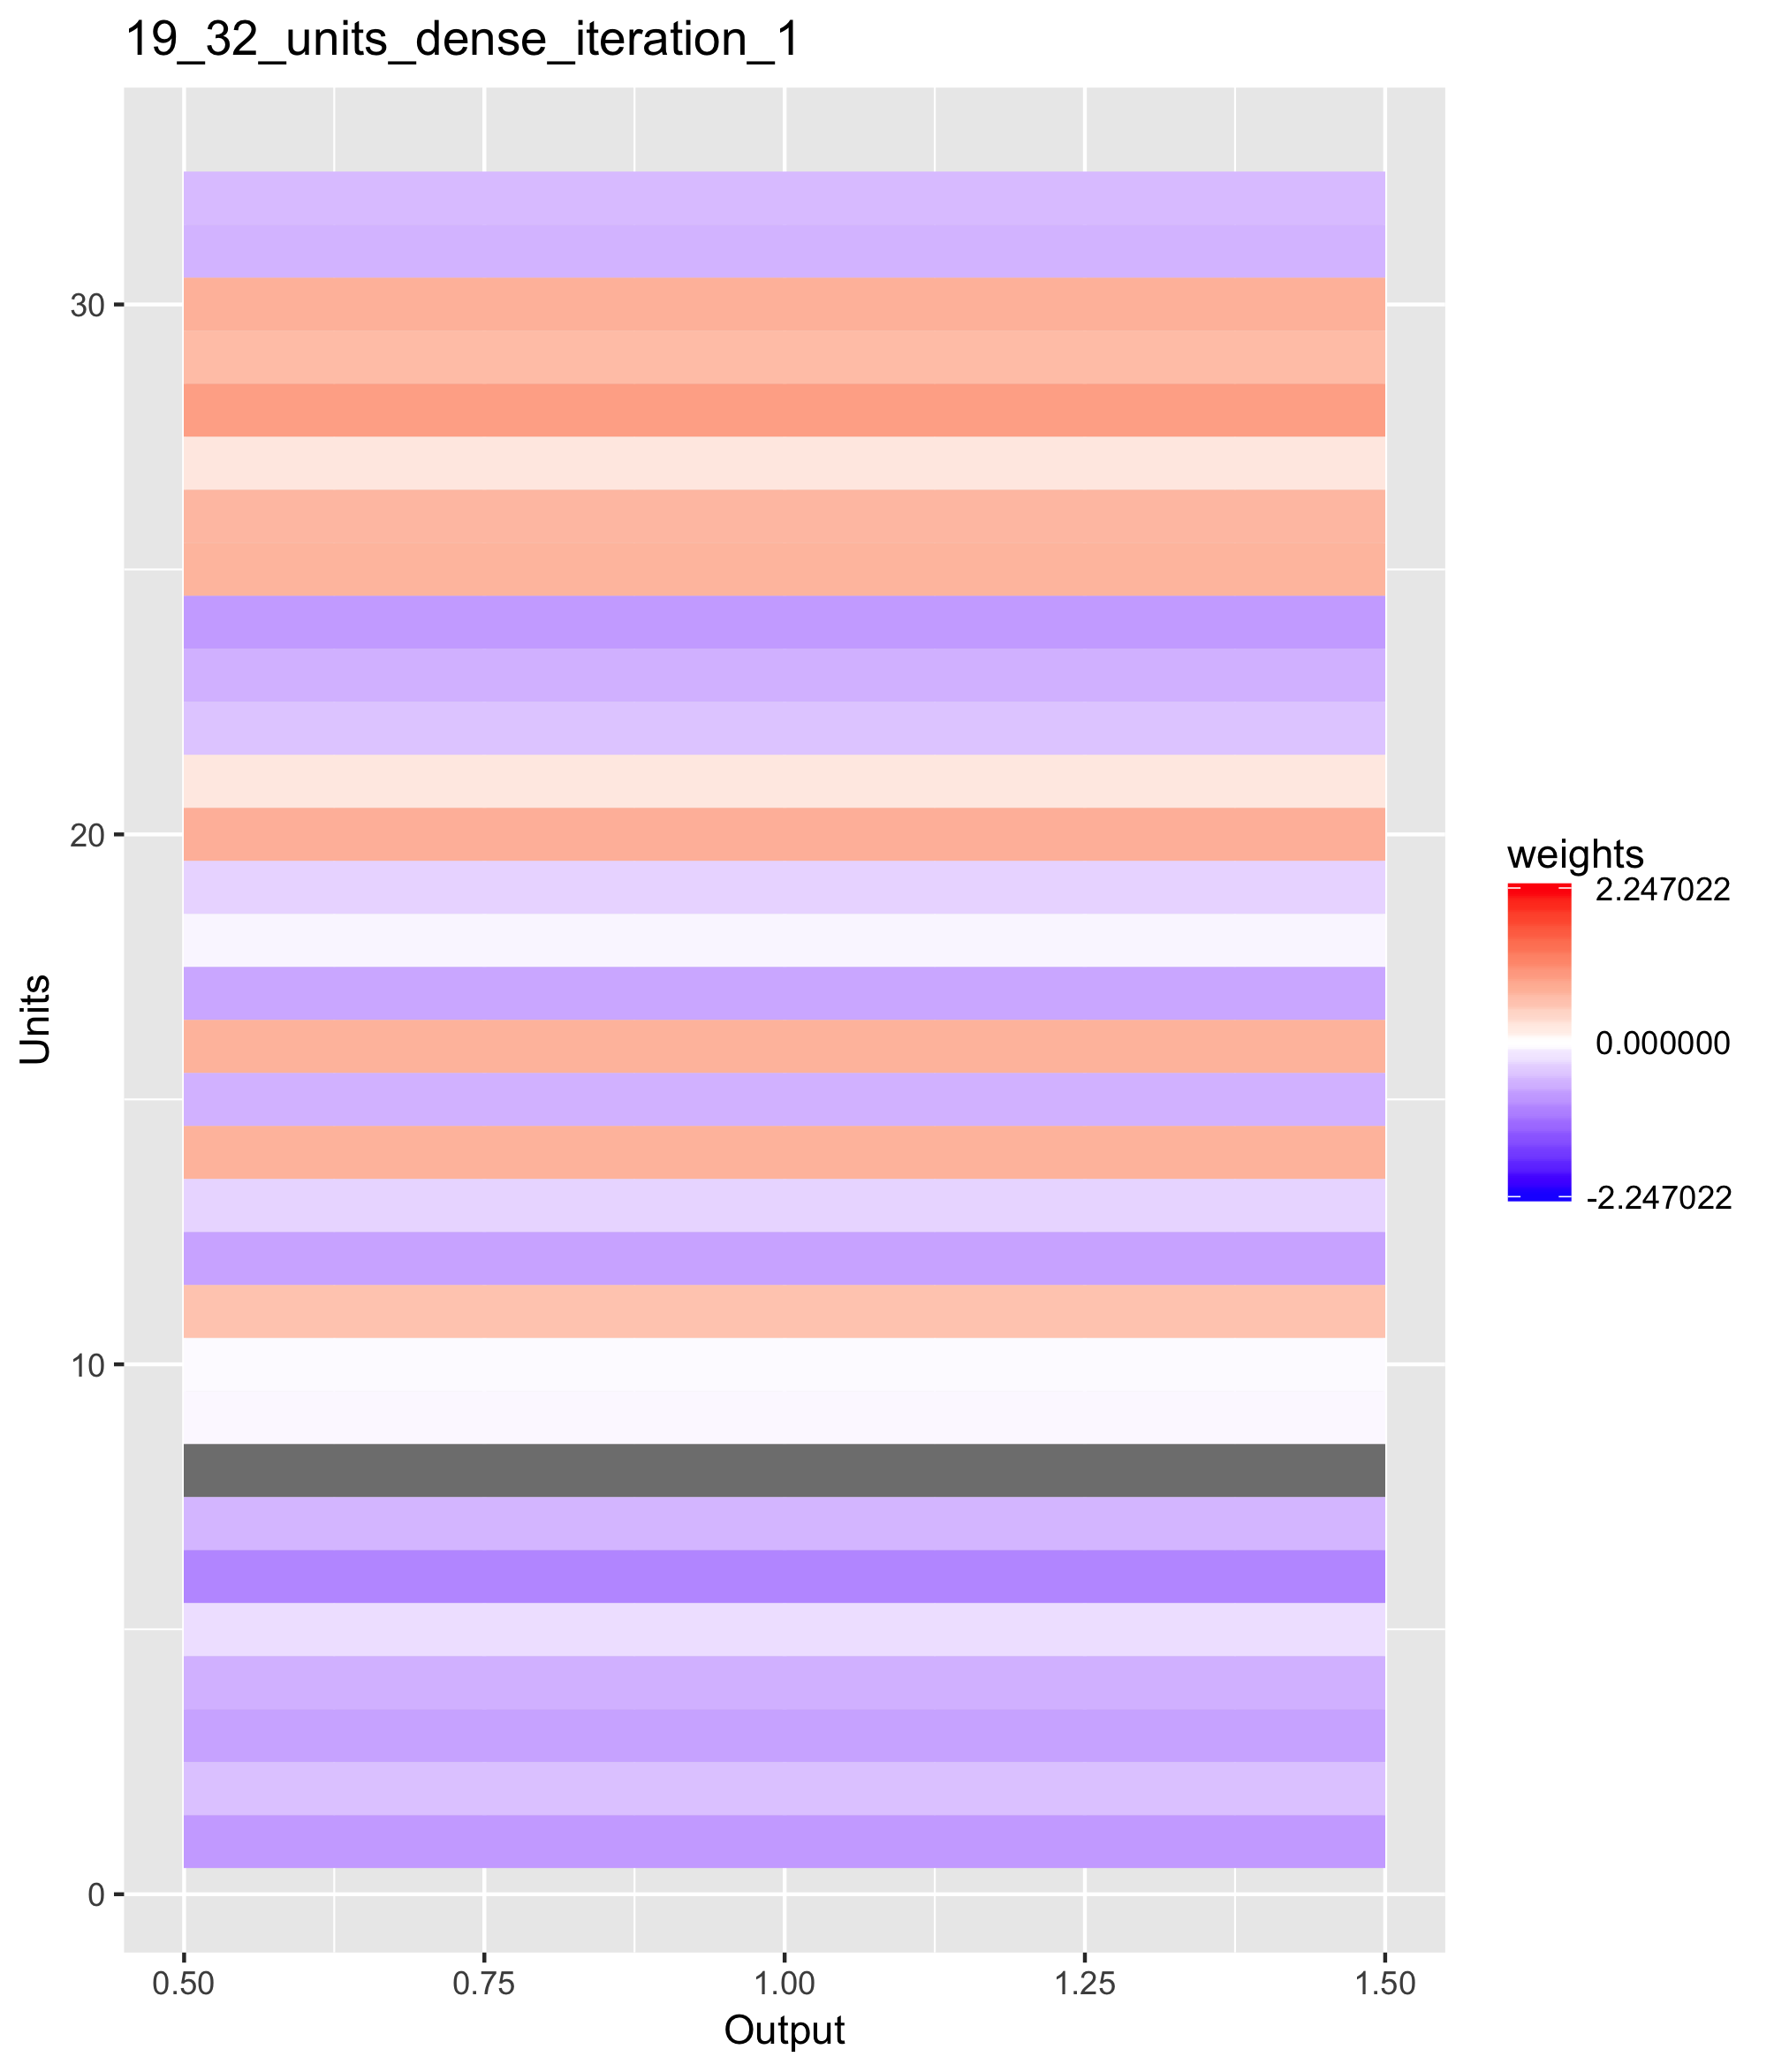 19_32_units_dense_iteration_1
Units
30
20
10
0
0.50 0.75 1.00 1.25 1.50
Output
weights
2.247022
0.000000
-2.247022